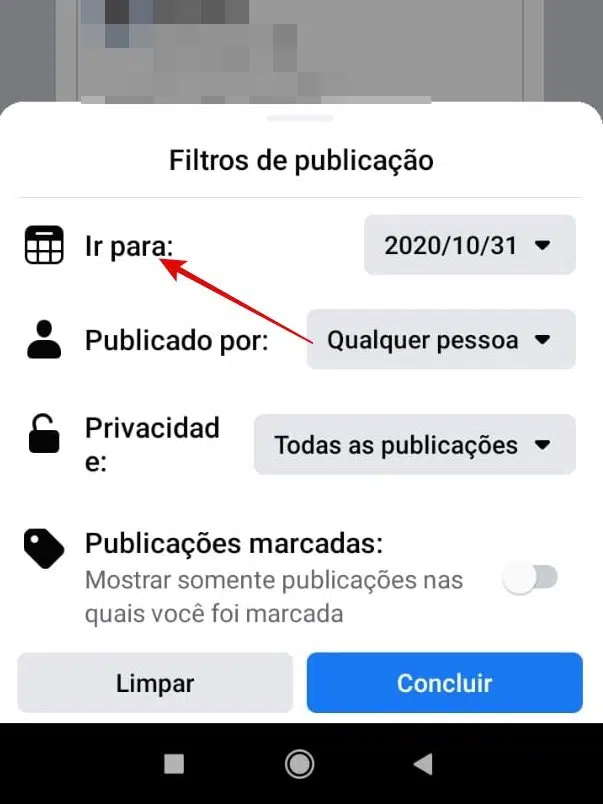 Filtros de publicação
Ir para:
2020/10/31
Publicado por:
Qualquer pessoa
Privacidad
e:
Todas as publicações
Publicações marcadas:
Mostrar somente publicações nas
quais você foi marcada
Limpar
Concluir